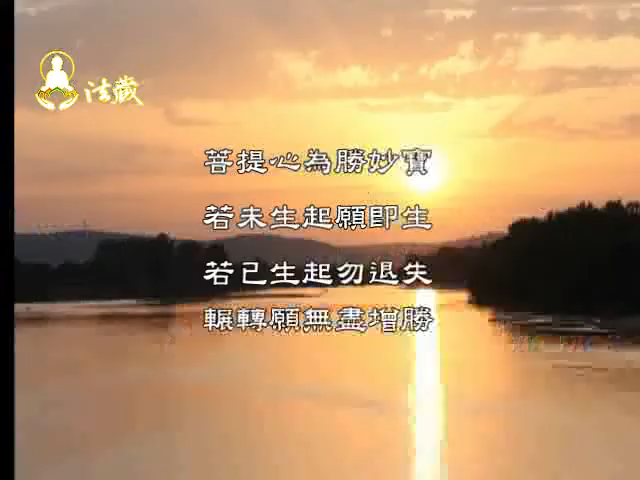 法藏
菩提心為勝妙寶
若未生起願即生
若已生起勿退失
輾轉願無盡增勝